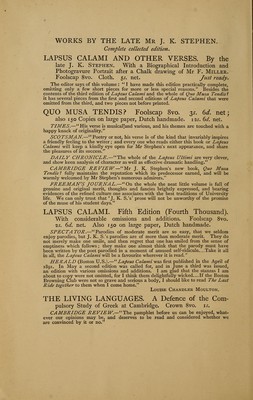 WORKS BY THE LATE MR J. K. STEPHEN.
Complete collected edition.
LAPSUS CALAMI AND OTHER VERSES. By the
late J. K. STEPHEN. With a Biographical Introduction and
Photogravure Portrait after a Chalk drawing of Mr F. MILLER.
Foolscap 8vo. Cloth. 5s. net. Just ready.
The editor says of this volume: "I have made this edition practically complete,
omitting only a few short pieces for more or less special reasons." Besides the
contents of the third edition of Lapsus Calami and the whole of Quo Musa Tendis?
it has several pieces from the first and second editions of Lapsus Calami that were
omitted from the third, and two pieces not before printed.
QUO MUSA TENDIS? Foolscap 8vo. 3s. 6d. net;
also 150 Copies on large paper, Dutch handmade. 12s. 6d. net.
TIMES.—"His verse is musical and various, and his themes are touched with a
happy knack of originality."
SCOTSMAN.—"Poetry or not, his verse is of the kind that invariably inspires
a friendly feeling to the writer; and every one who reads either this book or Lapsus
Calami will keep a kindly eye open for Mr Stephen's next appearance, and share
the pleasures of its success."
DAILY CHRONICLE.—"The whole of the Lapsus Ultimi are very clever,
and show keen analysis of character as well as effective dramatic handling."
CAMBRIDGE REVIEW.—"J. K. S.'s new book, Quo Musa
Tendis? fully maintains the reputation which its predecessor earned, and will be
warmly welcomed by Mr Stephen's numerous admirers."
FREEMAN'S JOURNAL.—"On the whole the neat little volume is full of
genuine and original merit, thoughts and fancies brightly expressed, and bearing
evidences of the refined culture one associates with the best traditions of university
life. We can only trust that 'J. K. S.'s' prose will not be unworthy of the promise
of the muse of his student days."
LAPSUS CALAMI. Fifth Edition (Fourth Thousand).
With considerable omissions and additions. Foolscap 8vo.
2s. 6d. net. Also 150 on large paper, Dutch handmade.
SPECTATOR.—"Parodies of moderate merit are so easy, that we seldom
enjoy parodies, but J. K. S.'s parodies are of more than moderate merit. They do
not merely make one smile, and then regret that one has smiled from the sense of
emptiness which follows: they make one almost think that the parody must have
been written by the poet parodied in a moment of amused self-ridicule. Altogether
in all, the Lapsus Calami will be a favourite wherever it is read."
HERALD (Boston U.S.)—"Lapsus Calami was first published in the April of
1891. In May a second edition was called for, and in June a third was issued,
an edition with various omissions and additions. I am glad that the stanzas I am
about to copy were not omitted, for I think them delightfully wicked.... If the Boston
Browning Club were not so grave and serious a body, I should like to read The Last
Ride together to them when I come home."
LOUISE CHANDLER MOULTON.
THE LIVING LANGUAGES. A Defence of the Com-
pulsory Study of Greek at Cambridge. Crown 8vo. 1s.
CAMBRIDGE REVIEW:—"The pamphlet before us can be enjoyed, what-
ever our opinions may be, and deserves to be read and considered whether we
are convinced by it or no."